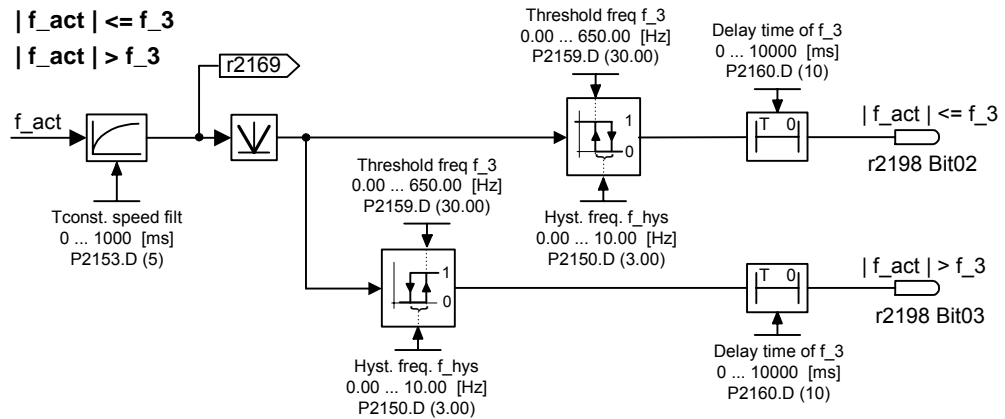 | f_act | <= f_3
| f_act | > f_3
r2169
f_act
Tconst. speed filt
0 ... 1000 [ms]
P2153.D (5)
Threshold freq f_3
0.00 ... 650.00 [Hz]
P2159.D (30.00)
1
0
Hyst. freq. f_hys
0.00 ... 10.00 [Hz]
P2150.D (3.00)
Delay time of f_3
0 ... 10000 [ms]
P2160.D (10)
T 0
| f_act | <= f_3
r2198 Bit02
Threshold freq f_3
0.00 ... 650.00 [Hz]
P2159.D (30.00)
1
0
Hyst. freq. f_hys
0.00 ... 10.00 [Hz]
P2150.D (3.00)
T 0
Delay time of f_3
0 ... 10000 [ms]
P2160.D (10)
| f_act | > f_3
r2198 Bit03